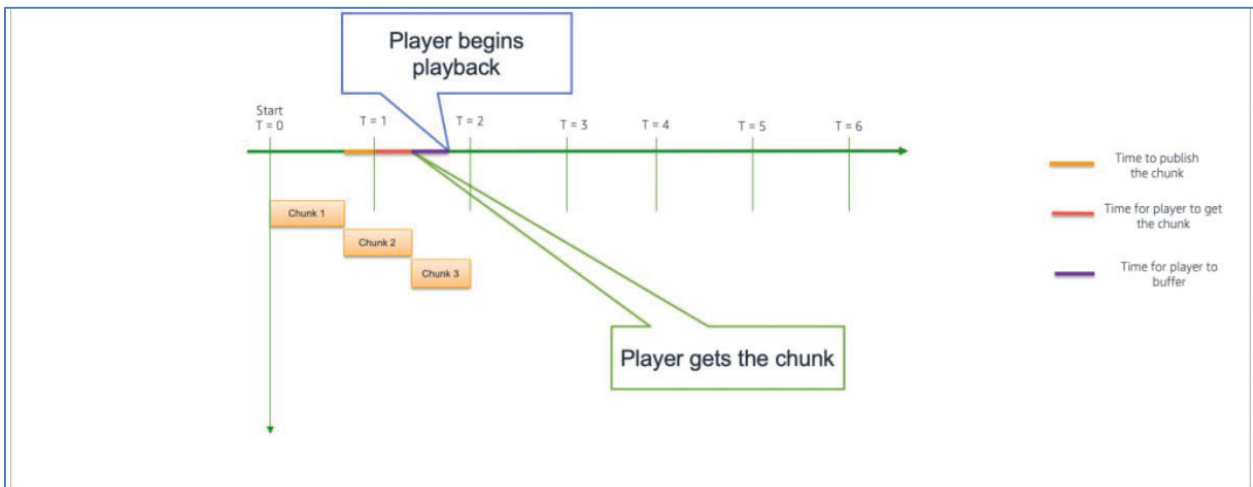 Player begins
playback
Start
T = 0
T = 1
T = 2
T = 3
T = 4
T = 5
T = 6
Time to publish
the chunk
Chunk 1
Time for player to get
the chunk
Chunk 2
Chunk 3
Time for player to
buffer
Player gets the chunk